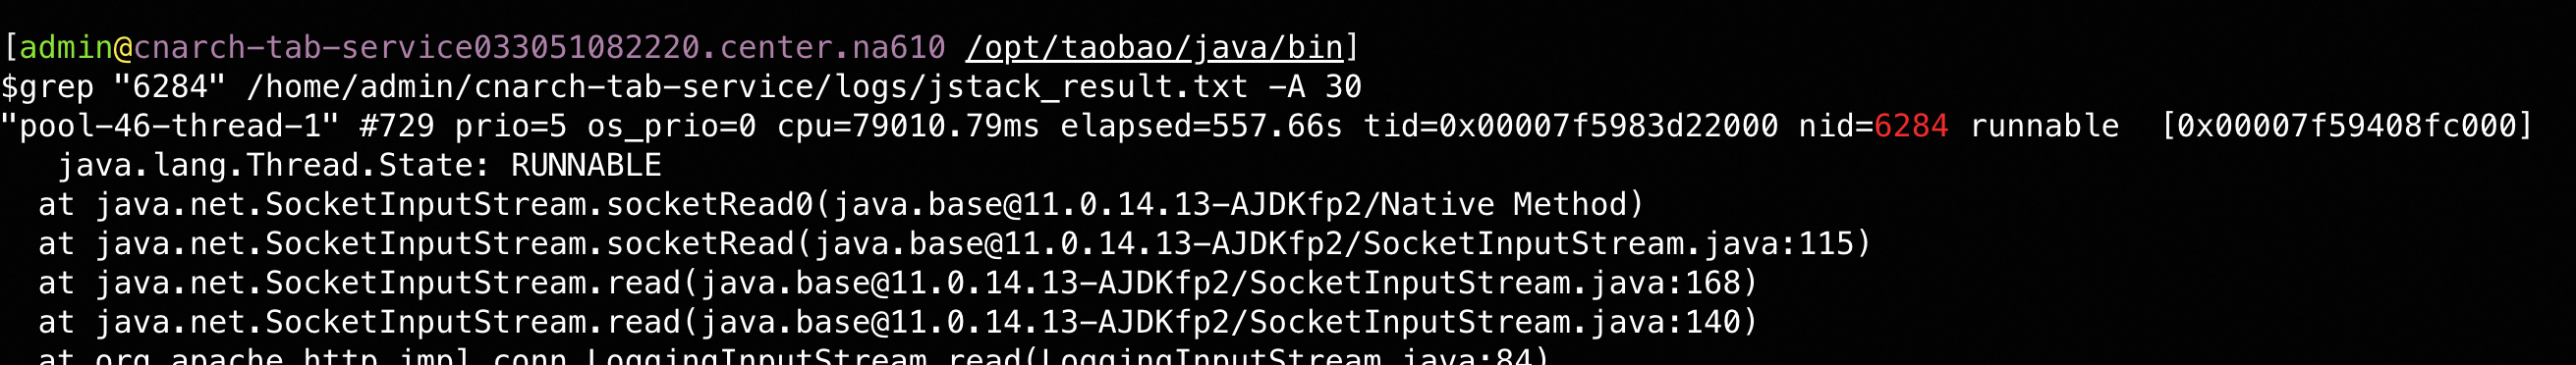 [admin@cnarch-tab-service033051082220.center.na610 /opt/taobao/java/bin]
$grep "6284" /home/admin/cnarch-tab-service/logs/jstack_result.txt -A 30
"pool-46-thread-1" #729 prio=5 os_prio=0 cpu=79010.79ms elapsed=557.66s tid=0x00007f5983d22000 nid=6284 runnable  [0x00007f59408fc000]
   java.lang.Thread.State: RUNNABLE
  at java.net.SocketInputStream.socketRead0(java.base@11.0.14.13-AJDKfp2/Native Method)
  at java.net.SocketInputStream.socketRead(java.base@11.0.14.13-AJDKfp2/SocketInputStream.java:115)
  at java.net.SocketInputStream.read(java.base@11.0.14.13-AJDKfp2/SocketInputStream.java:168)
  at java.net.SocketInputStream.read(java.base@11.0.14.13-AJDKfp2/SocketInputStream.java:140)
  at org.apache.http.impl.conn.LoggingInputStream.read(LoggingInputStream.java:84)